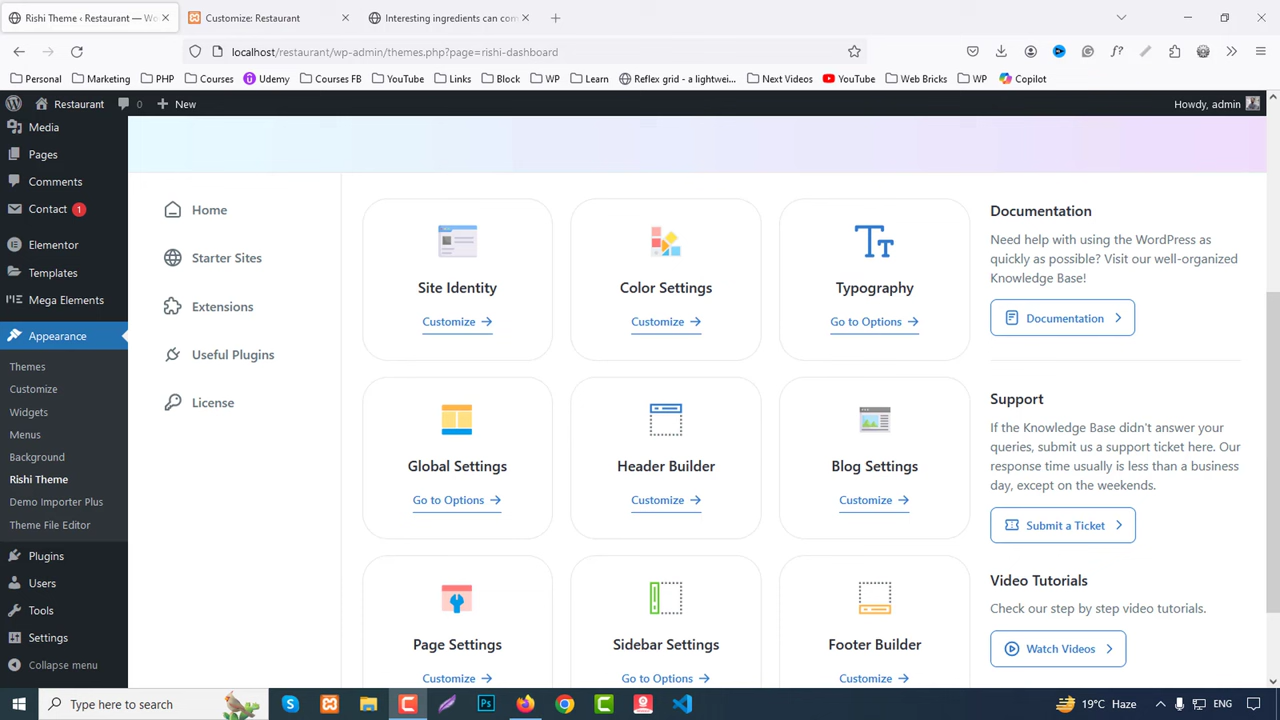 Rishi Theme ‹ Restaurant — Wo
Customize: Restaurant
Interesting ingredients can com
localhost/restaurant/wp-admin/themes.php?page=rishi-dashboard
Personal
Marketing
PHP
Courses
Udemy
Courses FB
YouTube
Links
Block
WP
Learn
Reflex grid - a lightwei...
Next Videos
YouTube
Web Bricks
WP
Copilot
Restaurant
0
New
Howdy, admin
Media
Pages
Comments
Contact 1
Elementor
Templates
Mega Elements
Appearance
Themes
Customize
Widgets
Menus
Background
Rishi Theme
Demo Importer Plus
Theme File Editor
Plugins
Users
Tools
Settings
Collapse menu
Home
Starter Sites
Extensions
Useful Plugins
License
Site Identity
Customize
Color Settings
Customize
Typography
Go to Options
Global Settings
Go to Options
Header Builder
Customize
Blog Settings
Customize
Page Settings
Customize
Sidebar Settings
Go to Options
Footer Builder
Customize
Documentation
Need help with using the WordPress as
quickly as possible? Visit our well-organized
Knowledge Base!
Documentation
Support
If the Knowledge Base didn't answer your
queries, submit us a support ticket here. Our
response time usually is less than a business
day, except on the weekends.
Submit a Ticket
Video Tutorials
Check our step by step video tutorials.
Watch Videos
Type here to search
19°C Haze
ENG